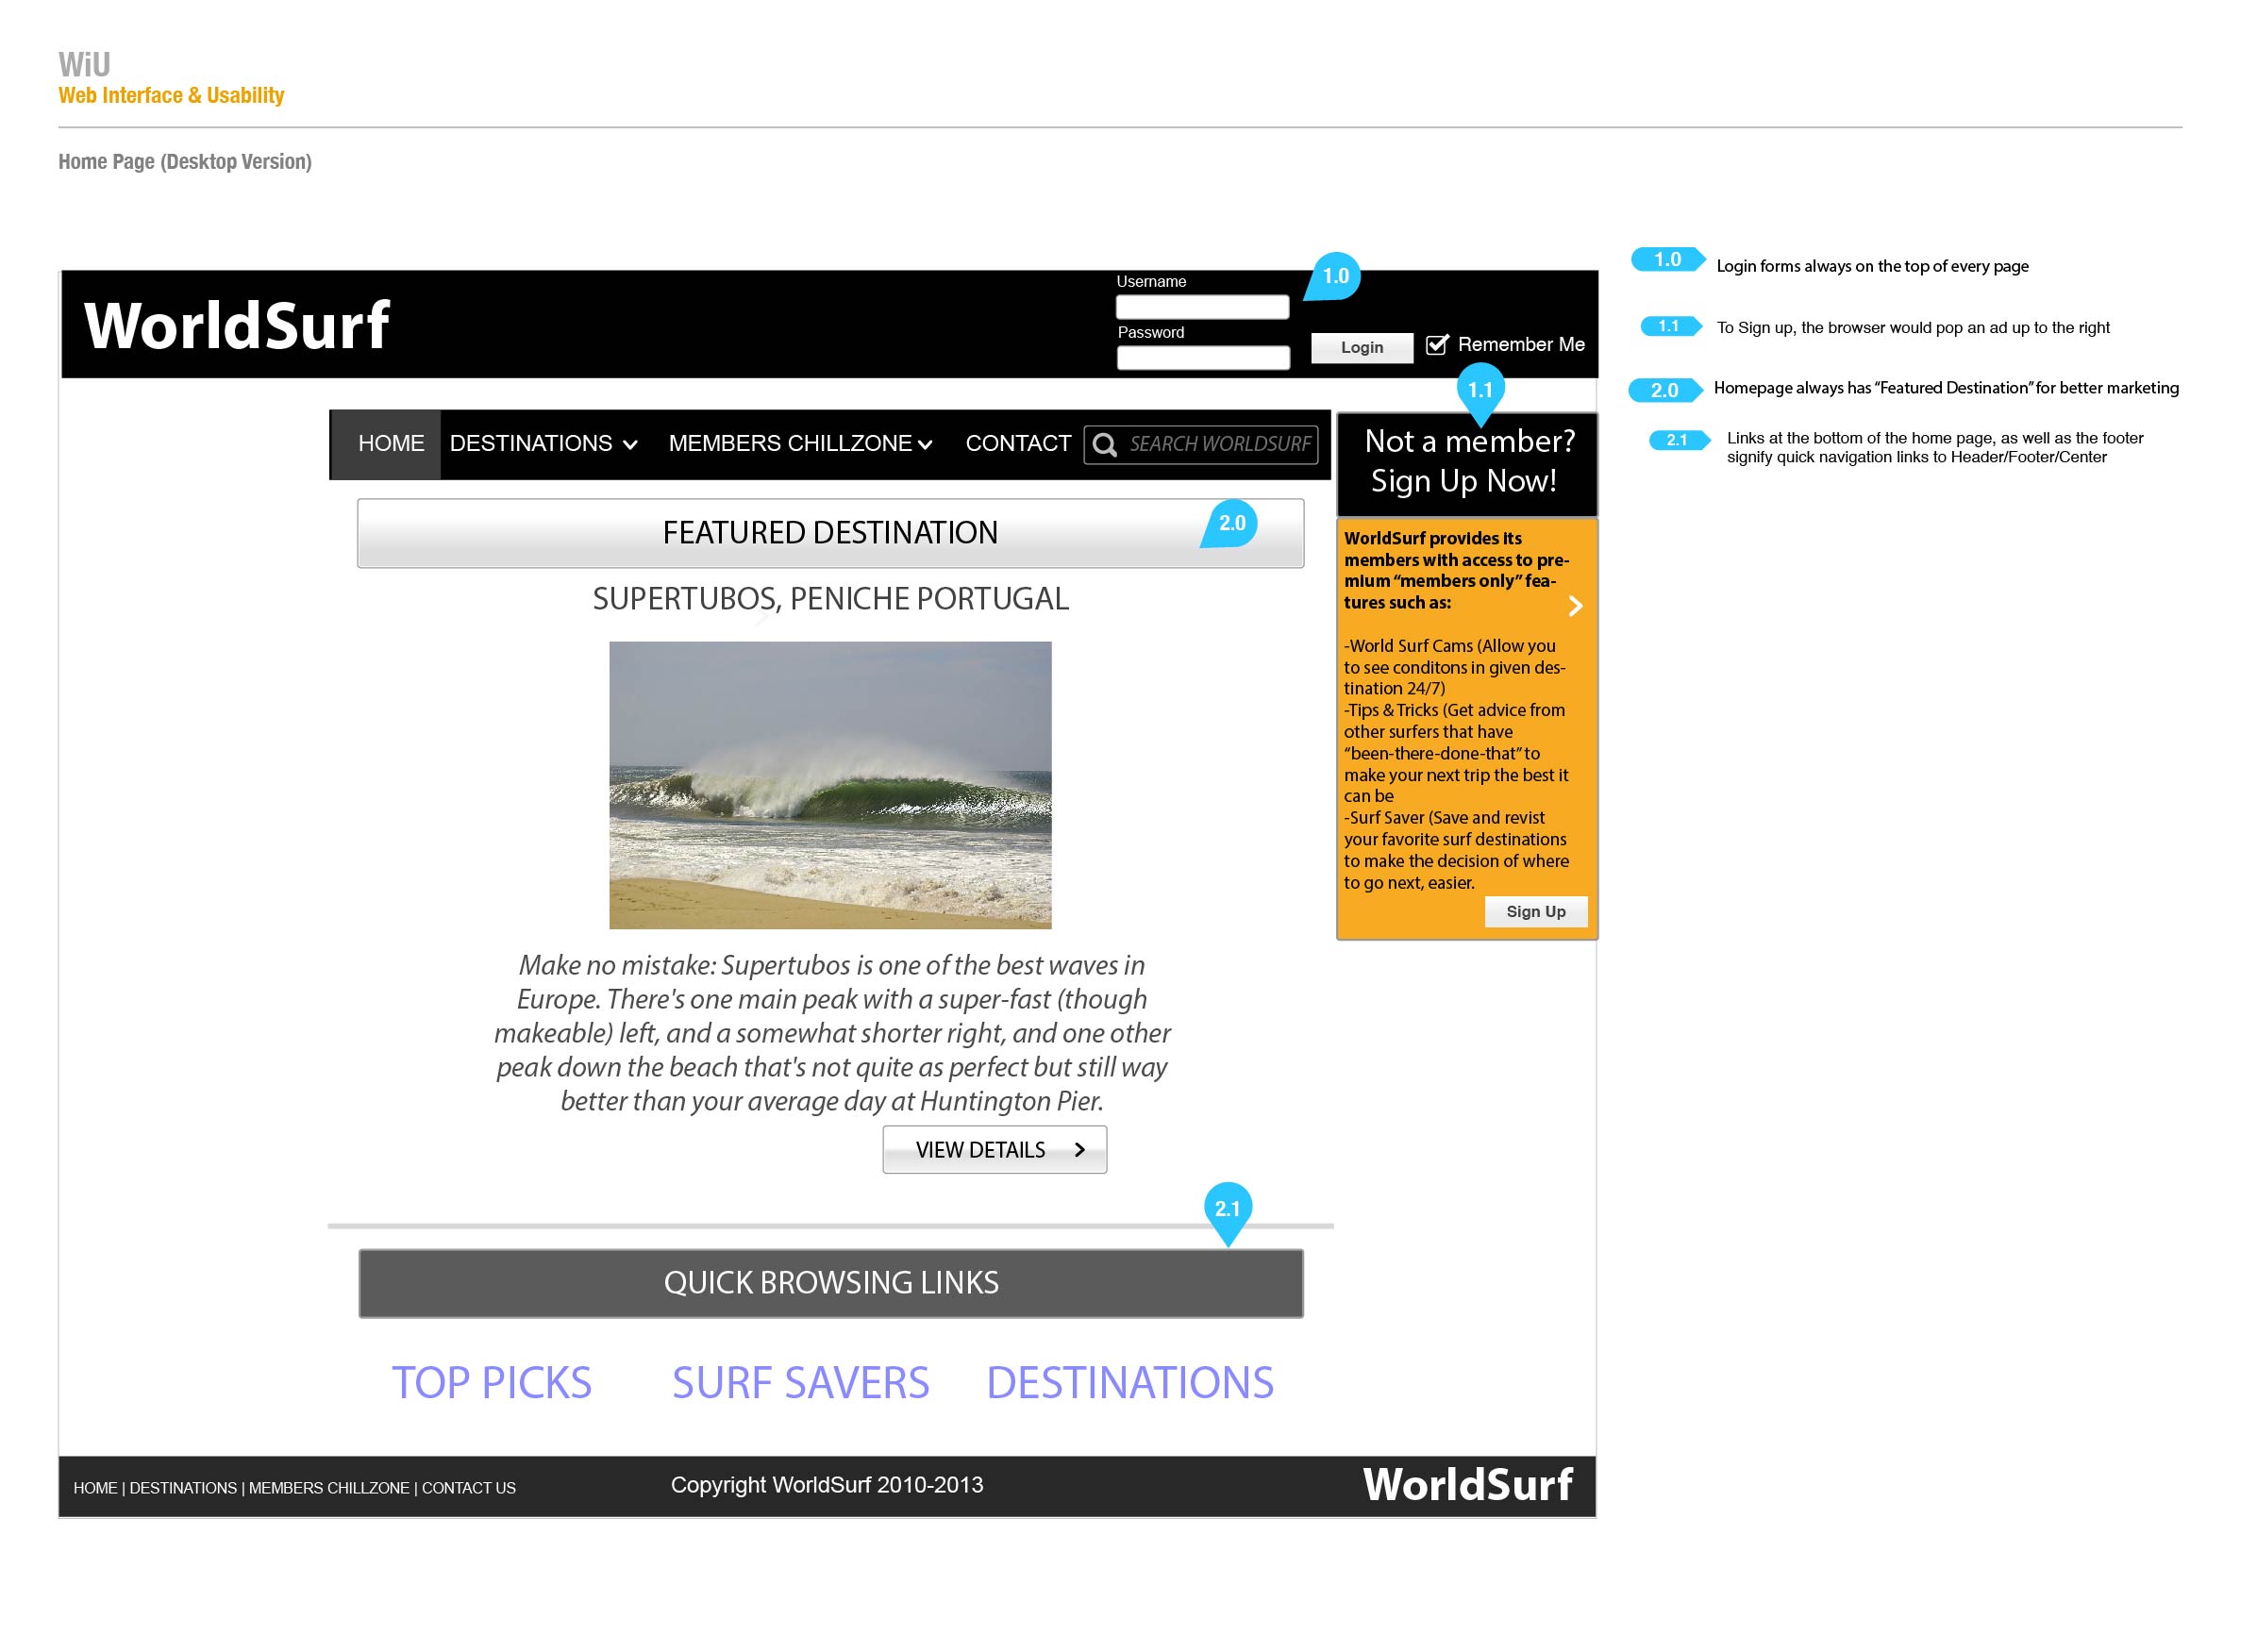 WiU
Web Interface & Usability
Home Page (Desktop Version)
WorldSurf
Username
Password
Login
Remember Me
1.0
1.1
HOME
DESTINATIONS
MEMBERS CHILLZONE
CONTACT
SEARCH WORLDSURF
Not a member?
Sign Up Now!
FEATURED DESTINATION
2.0
SUPERTUBOS, PENICHE PORTUGAL
Make no mistake: Supertubos is one of the best waves in
Europe. There's one main peak with a super-fast (though
makeable) left, and a somewhat shorter right, and one other
peak down the beach that's not quite as perfect but still way
better than your average day at Huntington Pier.
VIEW DETAILS
WorldSurf provides its
members with access to pre-
mium “members only” fea-
tures such as:
-World Surf Cams (Allow you
to see conditons in given des-
tination 24/7)
-Tips & Tricks (Get advice from
other surfers that have
“been-there-done-that” to
make your next trip the best it
can be
-Surf Saver (Save and revist
your favorite surf destinations
to make the decision of where
to go next, easier.
Sign Up
2.1
QUICK BROWSING LINKS
TOP PICKS
SURF SAVERS
DESTINATIONS
HOME | DESTINATIONS | MEMBERS CHILLZONE | CONTACT US
Copyright WorldSurf 2010-2013
WorldSurf
1.0 Login forms always on the top of every page
1.1 To Sign up, the browser would pop an ad up to the right
2.0 Homepage always has “Featured Destination” for better marketing
2.1 Links at the bottom of the home page, as well as the footer
signify quick navigation links to Header/Footer/Center